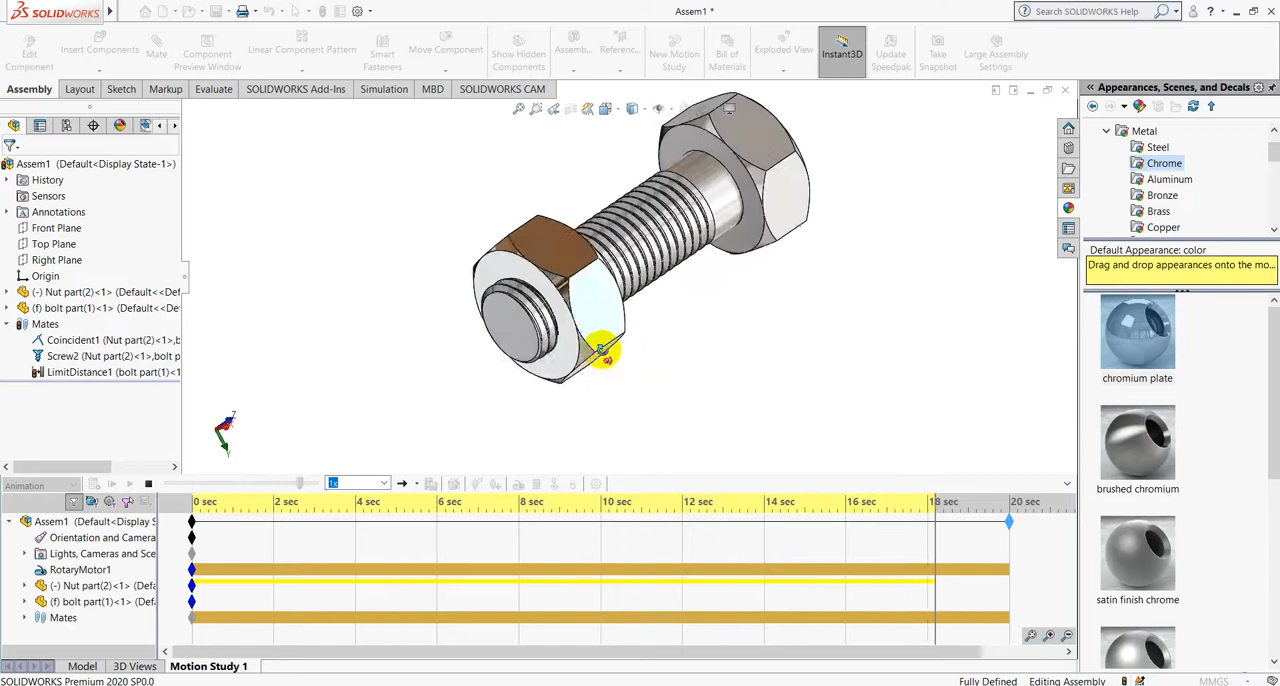 SOLIDWORKS
Assem1 *
Search SOLIDWORKS Help
Edit Component
Insert Components
Mate
Component Preview Window
Linear Component Pattern
Smart Fasteners
Move Component
Show Hidden Components
Assemb...
Referenc...
New Motion Study
Bill of Materials
Exploded View
Instant3D
Update Speedpak
Take Snapshot
Large Assembly Settings
Assembly Layout Sketch Markup Evaluate SOLIDWORKS Add-Ins Simulation MBD SOLIDWORKS CAM
Appearances, Scenes, and Decals
Assem1 (Default<Display State-1>)
History
Sensors
Annotations
Front Plane
Top Plane
Right Plane
Origin
(-) Nut part(2)<1> (Default<<De
(f) bolt part(1)<1> (Default<<De
Mates
Coincident1 (Nut part(2)<1>,b
Screw2 (Nut part(2)<1>,bolt p
LimitDistance1 (bolt part(1)<1
Metal
Steel
Chrome
Aluminum
Bronze
Brass
Copper
Default Appearance: color
Drag and drop appearances onto the mo...
chromium plate
brushed chromium
satin finish chrome
Z
Y
Animation
1x
0 sec 2 sec 4 sec 6 sec 8 sec 10 sec 12 sec 14 sec 16 sec 18 sec 20 sec
Assem1 (Default<Display S
Orientation and Camera
Lights, Cameras and Sce
RotaryMotor1
(-) Nut part(2)<1> (Defa
(f) bolt part(1)<1> (Def
Mates
Model 3D Views Motion Study 1
SOLIDWORKS Premium 2020 SP0.0
Fully Defined Editing Assembly MMGS